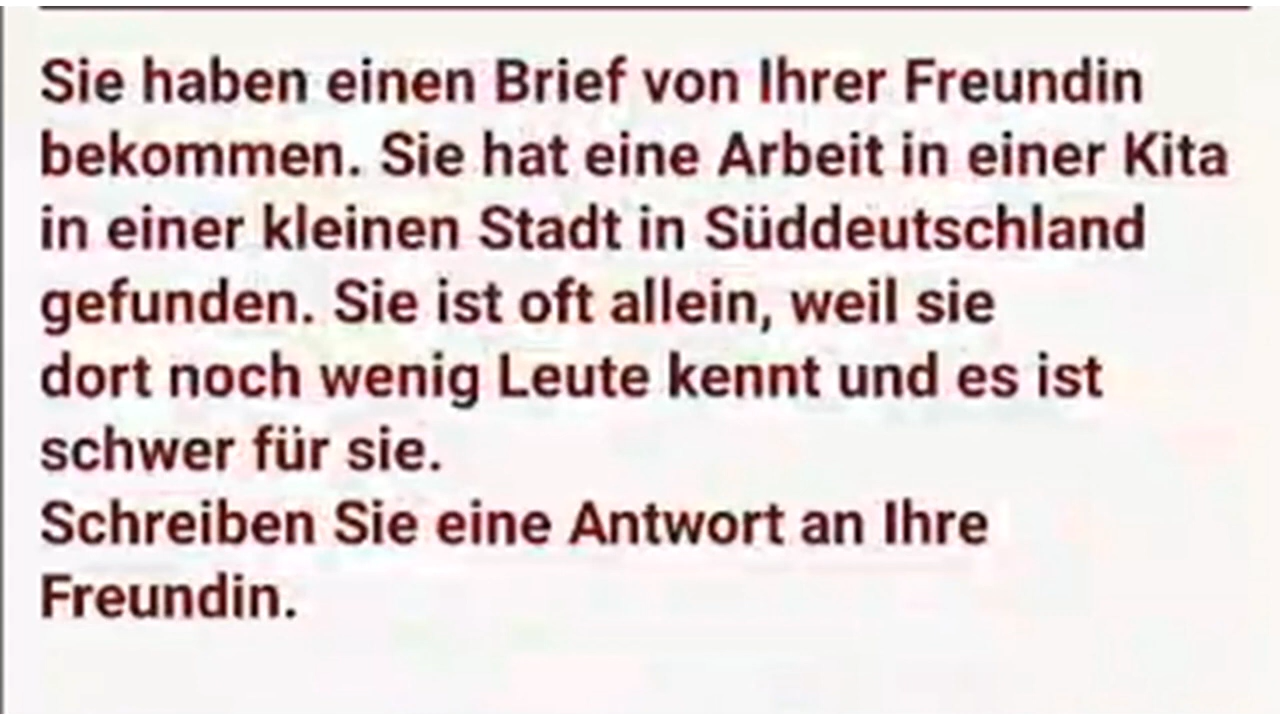 Sie haben einen Brief von Ihrer Freundin
bekommen. Sie hat eine Arbeit in einer Kita
in einer kleinen Stadt in Süddeutschland
gefunden. Sie ist oft allein, weil sie
dort noch wenig Leute kennt und es ist
schwer für sie.
Schreiben Sie eine Antwort an Ihre
Freundin.